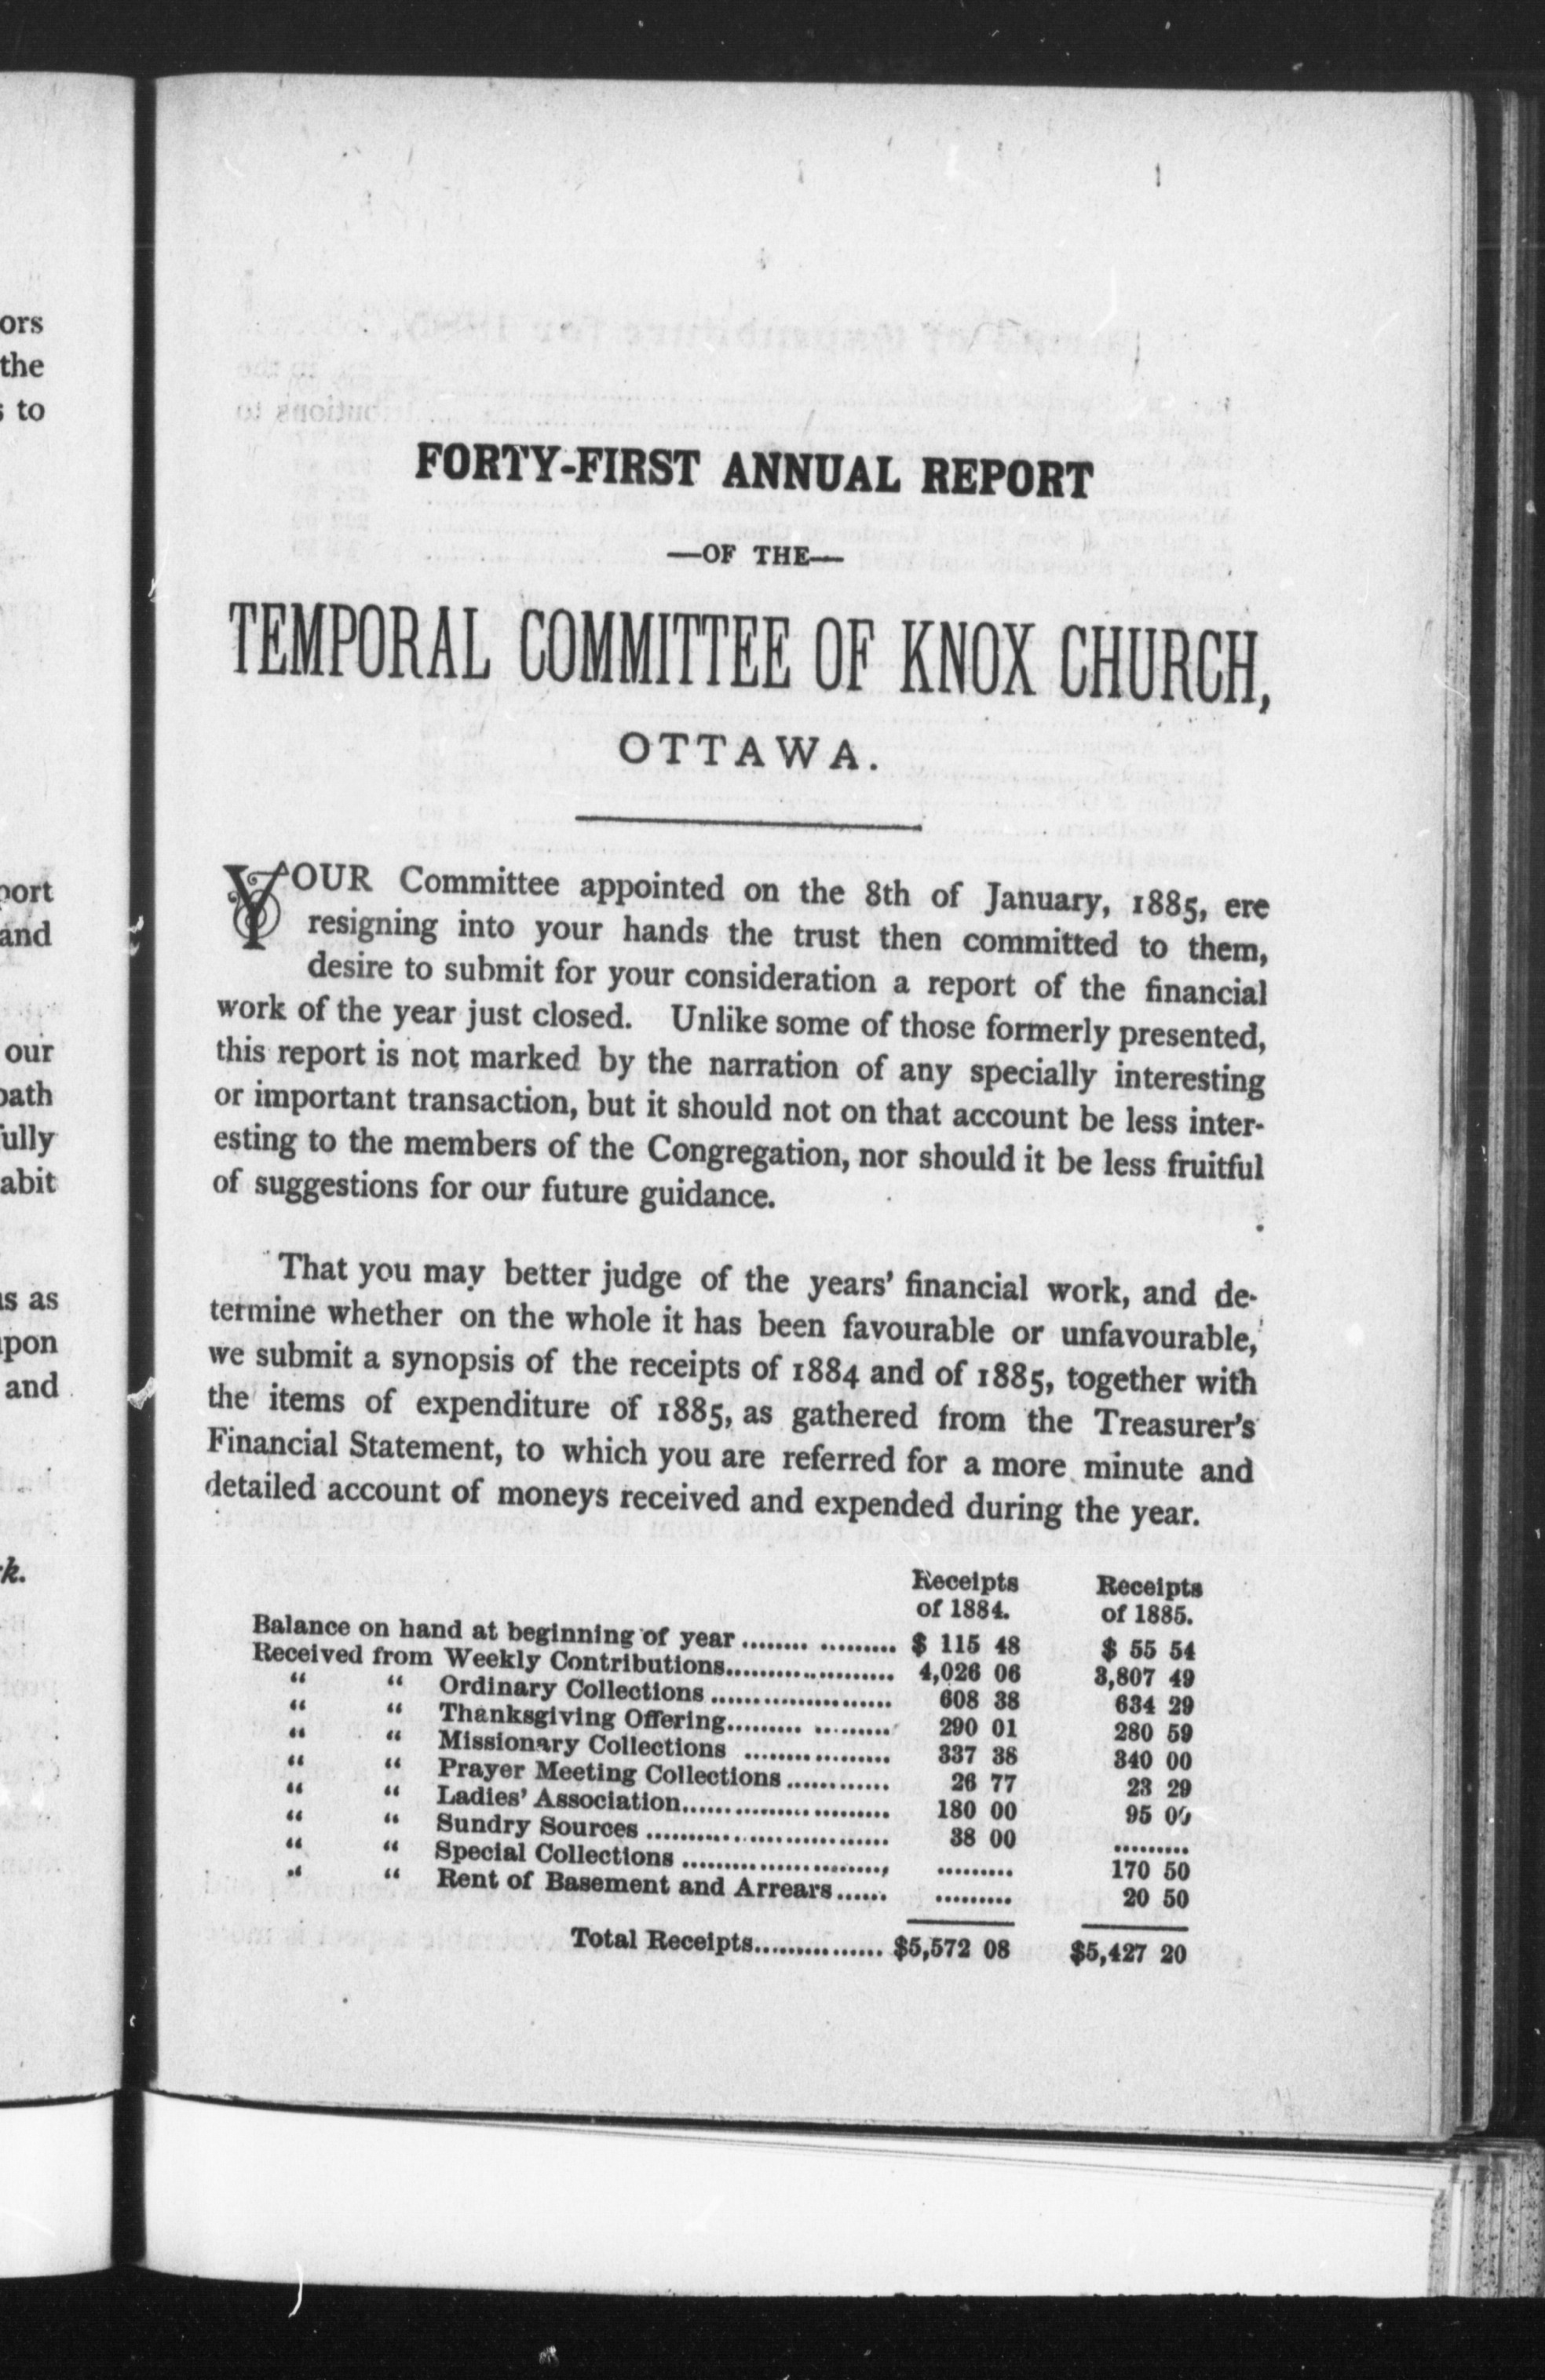 ors
the
s to
port
and
our
path
fully
abit
us as
upon
and
k.
FORTY-FIRST ANNUAL REPORT
—OF THE—
TEMPORAL COMMITTEE OF KNOX CHURCH,
OTTAWA.
YOUR Committee appointed on the 8th of January, 1885, ere
resigning into your hands the trust then committed to them,
desire to submit for your consideration a report of the financial
work of the year just closed. Unlike some of those formerly presented,
this report is not marked by the narration of any specially interesting
or important transaction, but it should not on that account be less inter-
esting to the members of the Congregation, nor should it be less fruitful
of suggestions for our future guidance.
That you may better judge of the years' financial work, and de-
termine whether on the whole it has been favourable or unfavourable,
we submit a synopsis of the receipts of 1884 and of 1885, together with
the items of expenditure of 1885, as gathered from the Treasurer's
Financial Statement, to which you are referred for a more minute and
detailed account of moneys received and expended during the year.
Receipts Receipts
of 1884. of 1885.
Balance on hand at beginning of year ........ ......... $ 115 48 $ 55 54
Received from Weekly Contributions.................... 4,026 06 3,807 49
“ “ Ordinary Collections ...................... 608 38 634 29
“ “ Thanksgiving Offering......... ......... 290 01 280 59
“ “ Missionary Collections ................. 337 38 340 00
“ “ Prayer Meeting Collections............ 26 77 23 29
“ “ Ladies' Association......................... 180 00 95 00
“ “ Sundry Sources ............................. 38 00 .........
“ “ Special Collections ........................, ......... 170 50
“ “ Rent of Basement and Arrears...... ......... 20 50
Total Receipts............... $5,572 08 $5,427 20